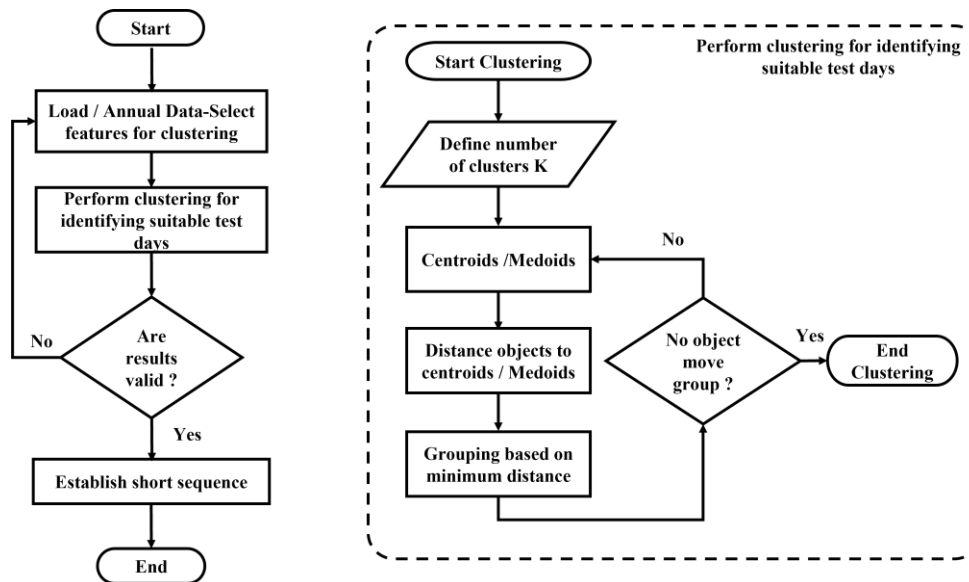 Start
Load / Annual Data-Select
features for clustering
Perform clustering for
identifying suitable test
days
Are
results
valid ?
No
Yes
Establish short sequence
End
Perform clustering for identifying
suitable test days
Start Clustering
Define number
of clusters K
Centroids /Medoids
Distance objects to
centroids / Medoids
Grouping based on
minimum distance
No
No object
move
group ?
Yes
End
Clustering